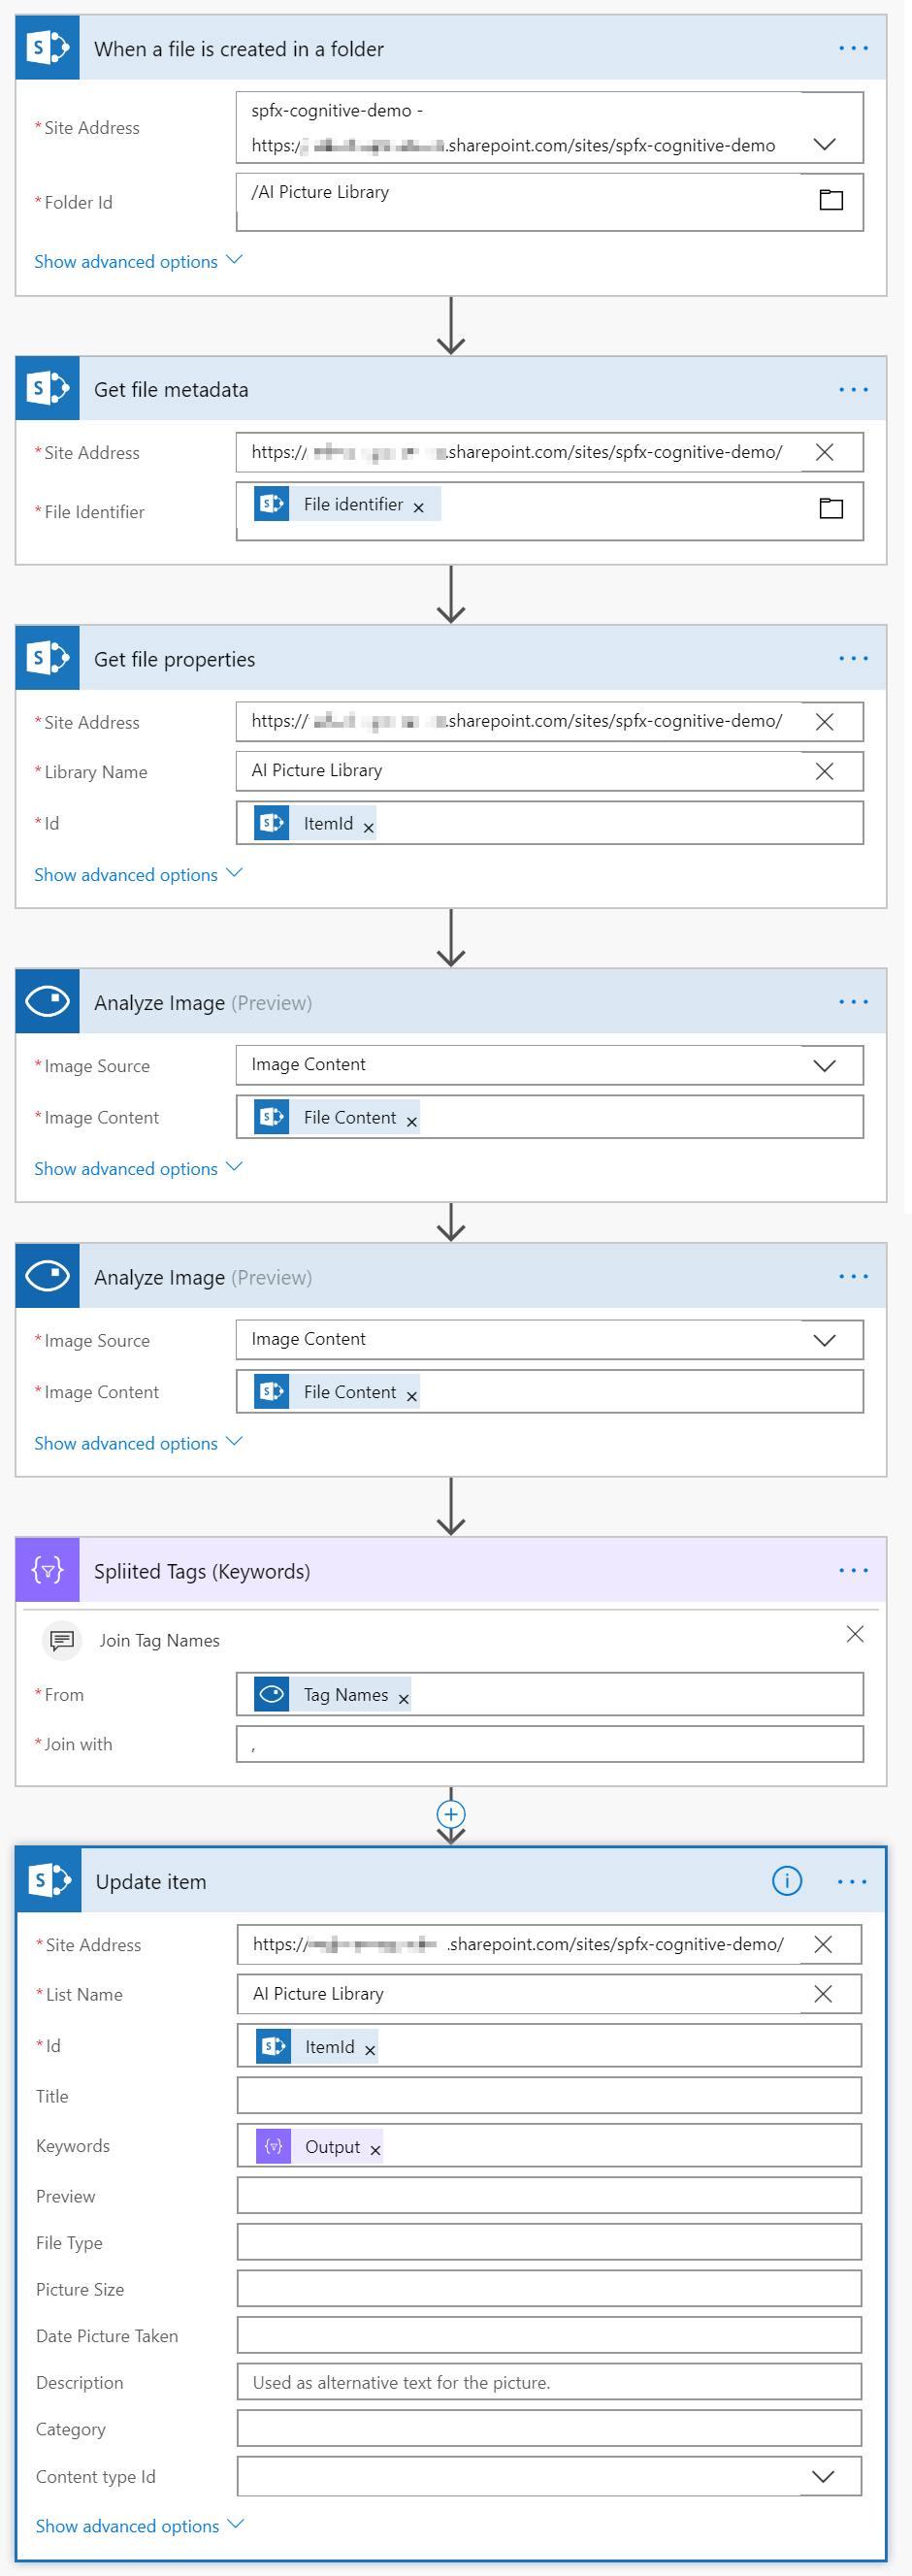 When a file is created in a folder
* Site Address
spfx-cognitive-demo -
https:/ .sharepoint.com/sites/spfx-cognitive-demo
* Folder Id
/AI Picture Library
Show advanced options
Get file metadata
* Site Address
https:// .sharepoint.com/sites/spfx-cognitive-demo/
* File Identifier
File identifier
Get file properties
* Site Address
https:// .sharepoint.com/sites/spfx-cognitive-demo/
* Library Name
AI Picture Library
* Id
ItemId
Show advanced options
Analyze Image (Preview)
* Image Source
Image Content
* Image Content
File Content
Show advanced options
Analyze Image (Preview)
* Image Source
Image Content
* Image Content
File Content
Show advanced options
Spliited Tags (Keywords)
Join Tag Names
* From
Tag Names
* Join with
,
Update item
* Site Address
https:// .sharepoint.com/sites/spfx-cognitive-demo/
* List Name
AI Picture Library
* Id
ItemId
Title
Keywords
Output
Preview
File Type
Picture Size
Date Picture Taken
Description
Used as alternative text for the picture.
Category
Content type Id
Show advanced options